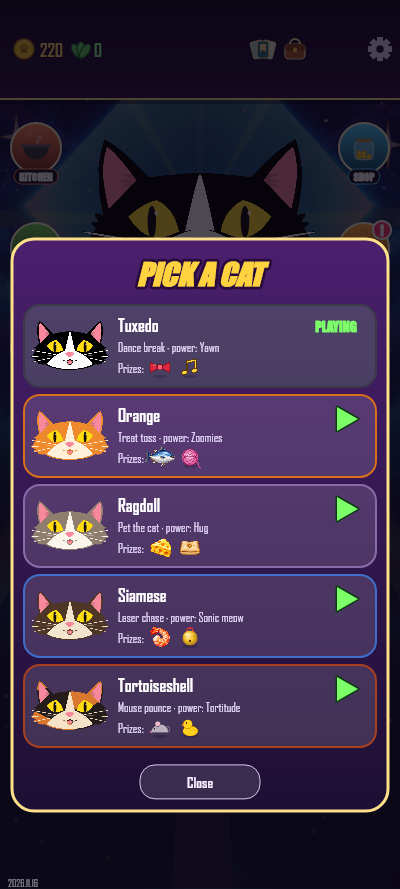 220
0
KITCHEN
SHOP
!
PICK A CAT
Tuxedo
PLAYING
Dance break · power: Yawn
Prizes:
Orange
Treat toss · power: Zoomies
Prizes:
Ragdoll
Pet the cat · power: Hug
Prizes:
Siamese
Laser chase · power: Sonic meow
Prizes:
Tortoiseshell
Mouse pounce · power: Tortitude
Prizes:
Close
2026.11.16